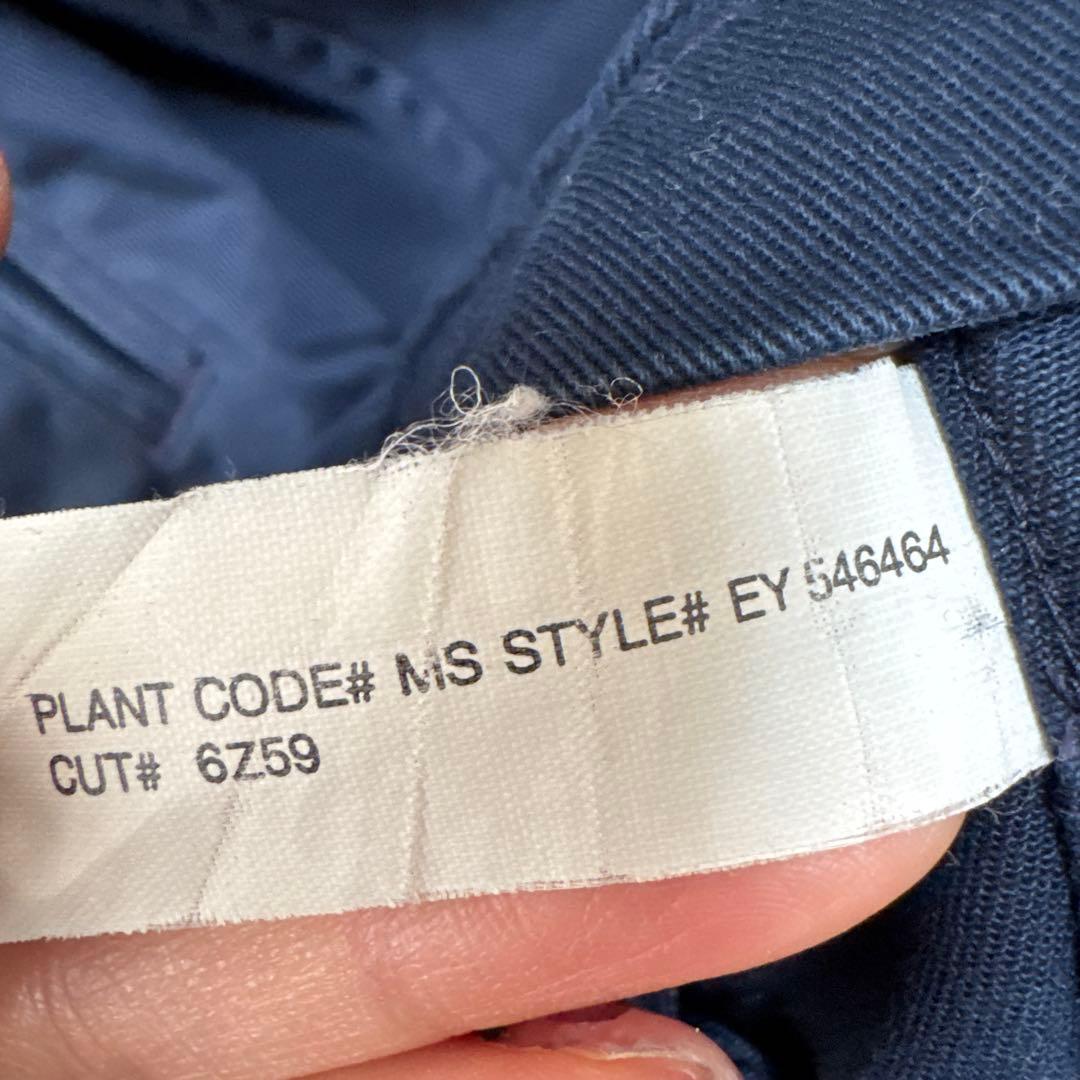 PLANT CODE# MS STYLE# EY 546464
CUT# 6Z59